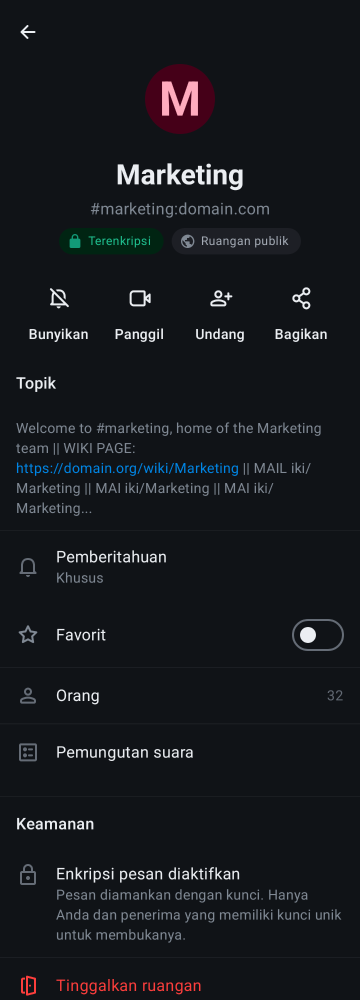 M
Marketing
#marketing:domain.com
Terenkripsi
Ruangan publik
Bunyikan
Panggil
Undang
Bagikan
Topik
Welcome to #marketing, home of the Marketing
team || WIKI PAGE:
https://domain.org/wiki/Marketing || MAIL iki/
Marketing || MAI iki/Marketing || MAI iki/
Marketing...
Pemberitahuan
Khusus
Favorit
Orang
32
Pemungutan suara
Keamanan
Enkripsi pesan diaktifkan
Pesan diamankan dengan kunci. Hanya
Anda dan penerima yang memiliki kunci unik
untuk membukanya.
Tinggalkan ruangan